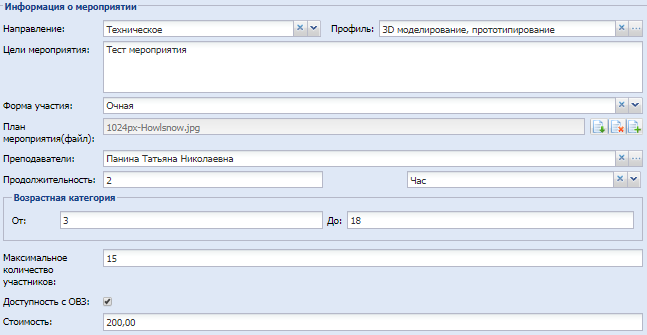 Информация о мероприятии
Направление: Техническое Профиль: 3D моделирование, прототипирование
Цели мероприятия: Тест мероприятия
Форма участия: Очная
План
мероприятия(файл): 1024px-Howlsnow.jpg
Преподаватели: Панина Татьяна Николаевна
Продолжительность: 2 Час
Возрастная категория
От: 3 До: 18
Максимальное 15
количество
участников:
Доступность с ОВЗ:
Стоимость: 200,00